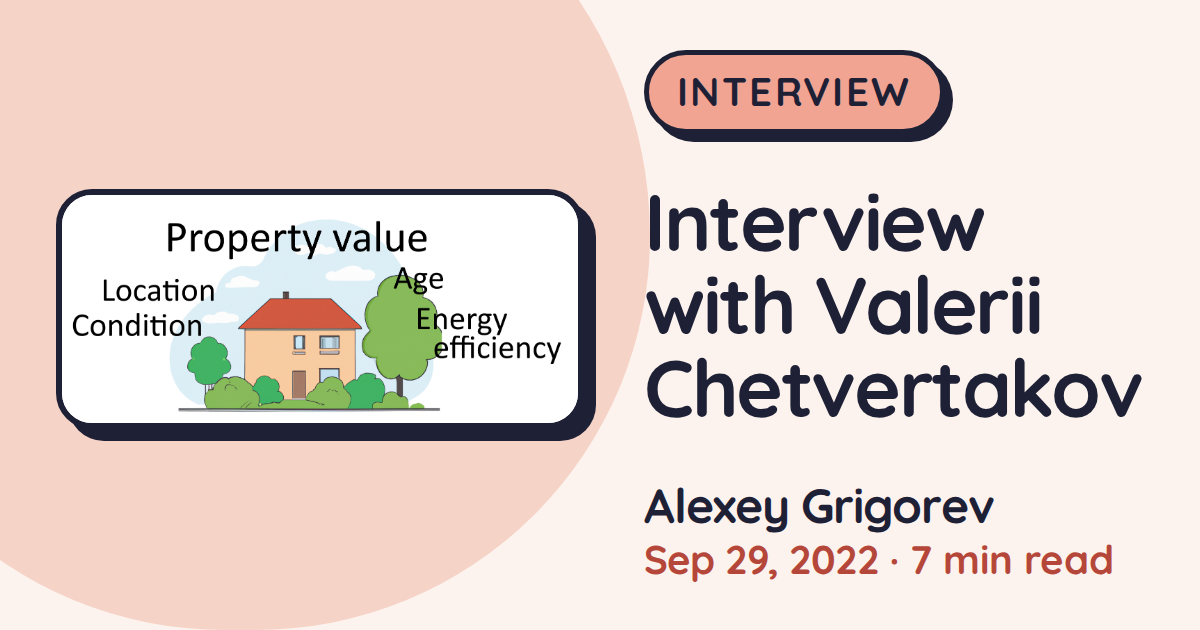 Property value
Location
Age
Condition
Energy
efficiency
INTERVIEW
Interview
with Valerii
Chetvertakov
Alexey Grigorev
Sep 29, 2022 · 7 min read